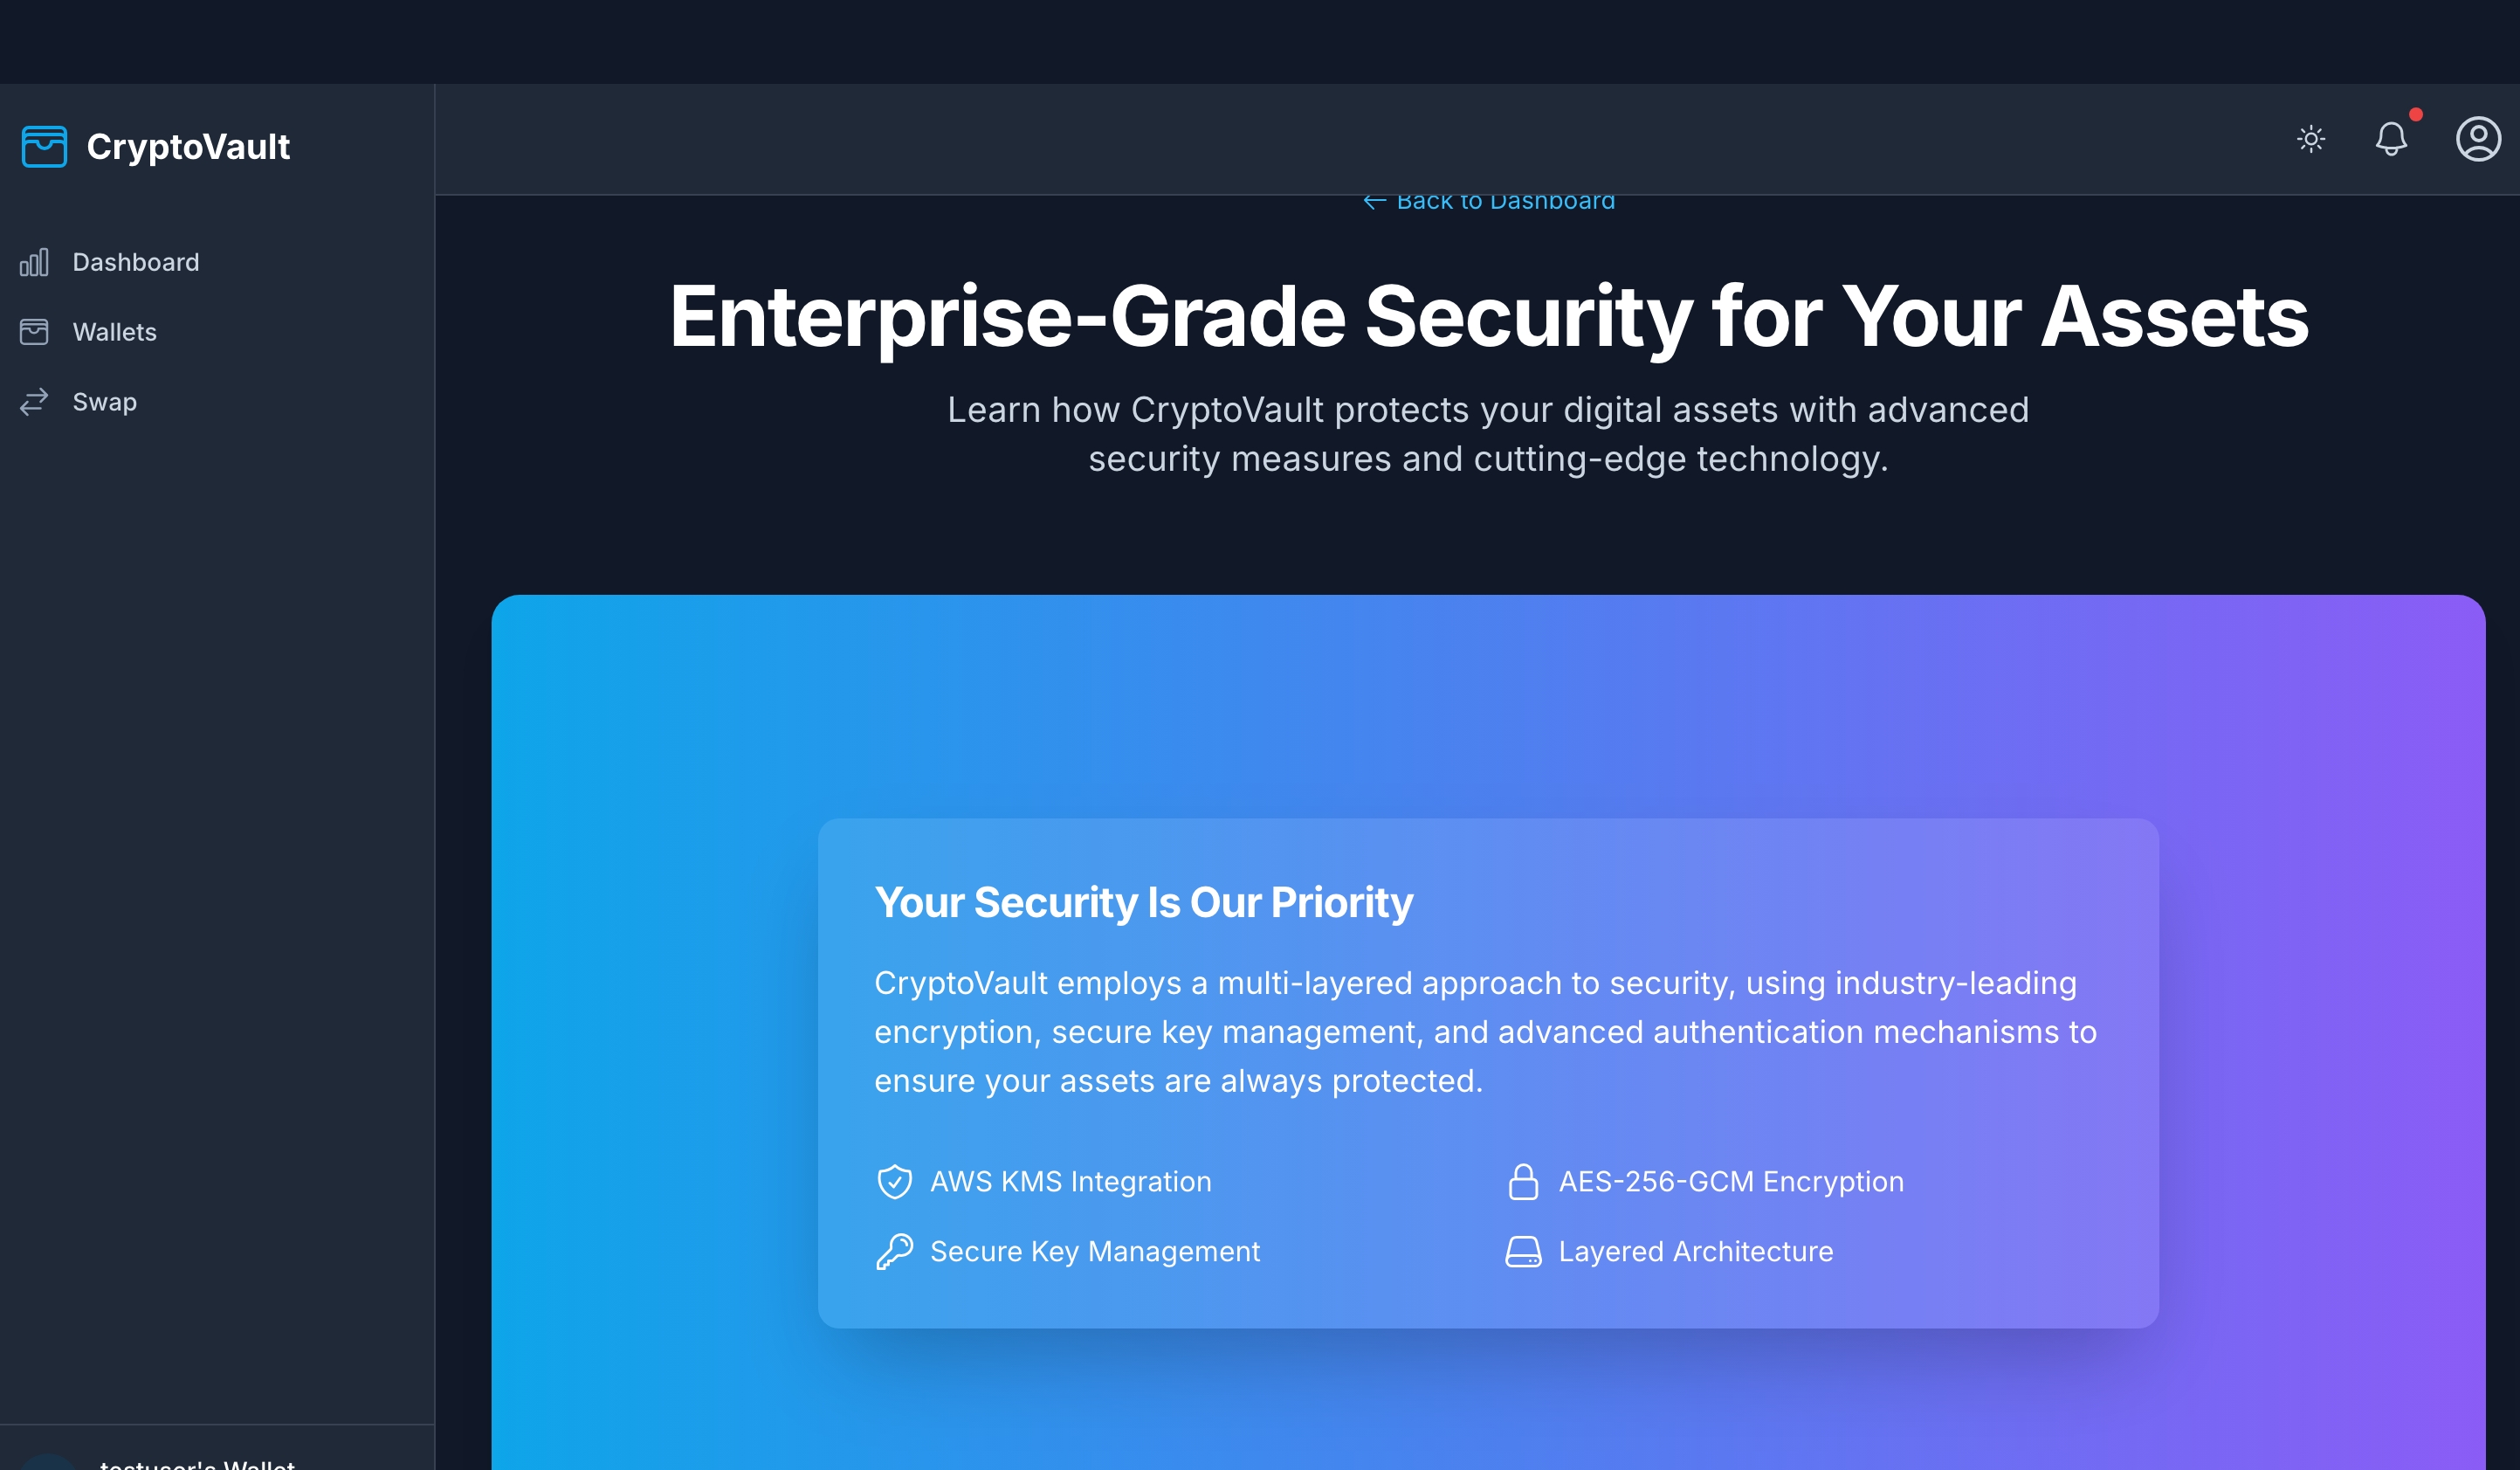 CryptoVault
Dashboard
Wallets
Swap
← Back to Dashboard
Enterprise-Grade Security for Your Assets
Learn how CryptoVault protects your digital assets with advanced
security measures and cutting-edge technology.
Your Security Is Our Priority
CryptoVault employs a multi-layered approach to security, using industry-leading
encryption, secure key management, and advanced authentication mechanisms to
ensure your assets are always protected.
AWS KMS Integration
AES-256-GCM Encryption
Secure Key Management
Layered Architecture
testuser's Wallet